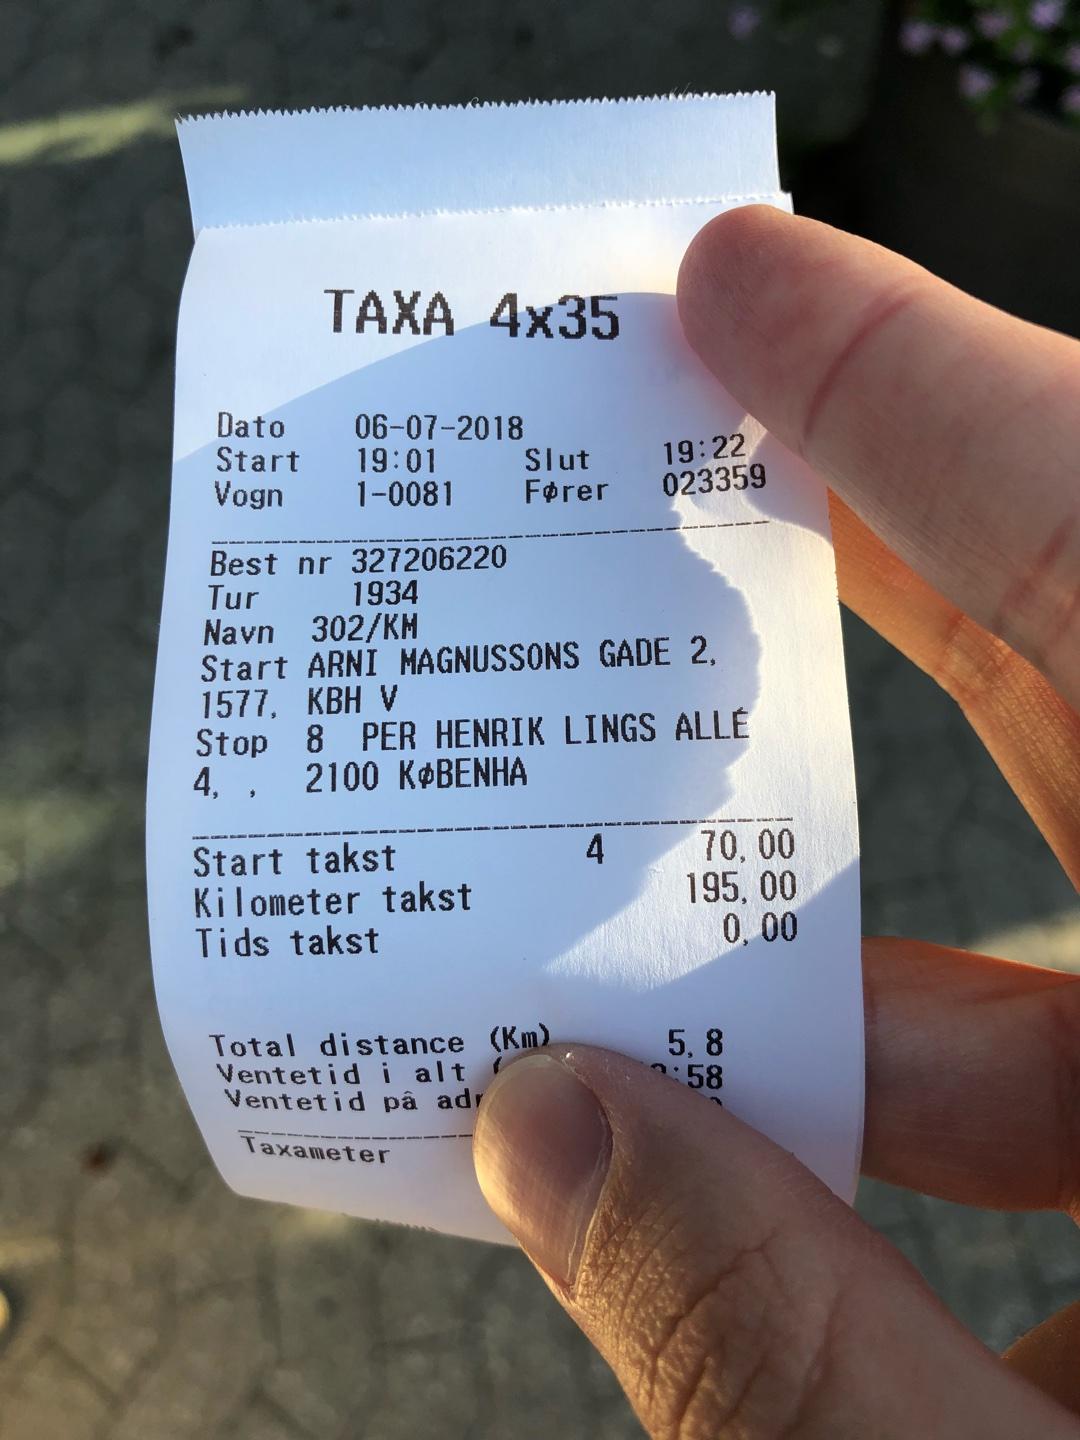 TAXA 4x35
Dato 06-07-2018
Start 19:01 Slut 19:22
Vogn 1-0081 Fører 023359
Best nr 327206220
Tur 1934
Navn 302/KM
Start ARNI MAGNUSSONS GADE 2,
1577, KBH V
Stop 8 PER HENRIK LINGS ALLÉ
4, , 2100 KØBENHA
Start takst 4 70,00
Kilometer takst 195,00
Tids takst 0,00
Total distance (Km) 5,8
Ventetid i alt :58
Ventetid på
Taxameter